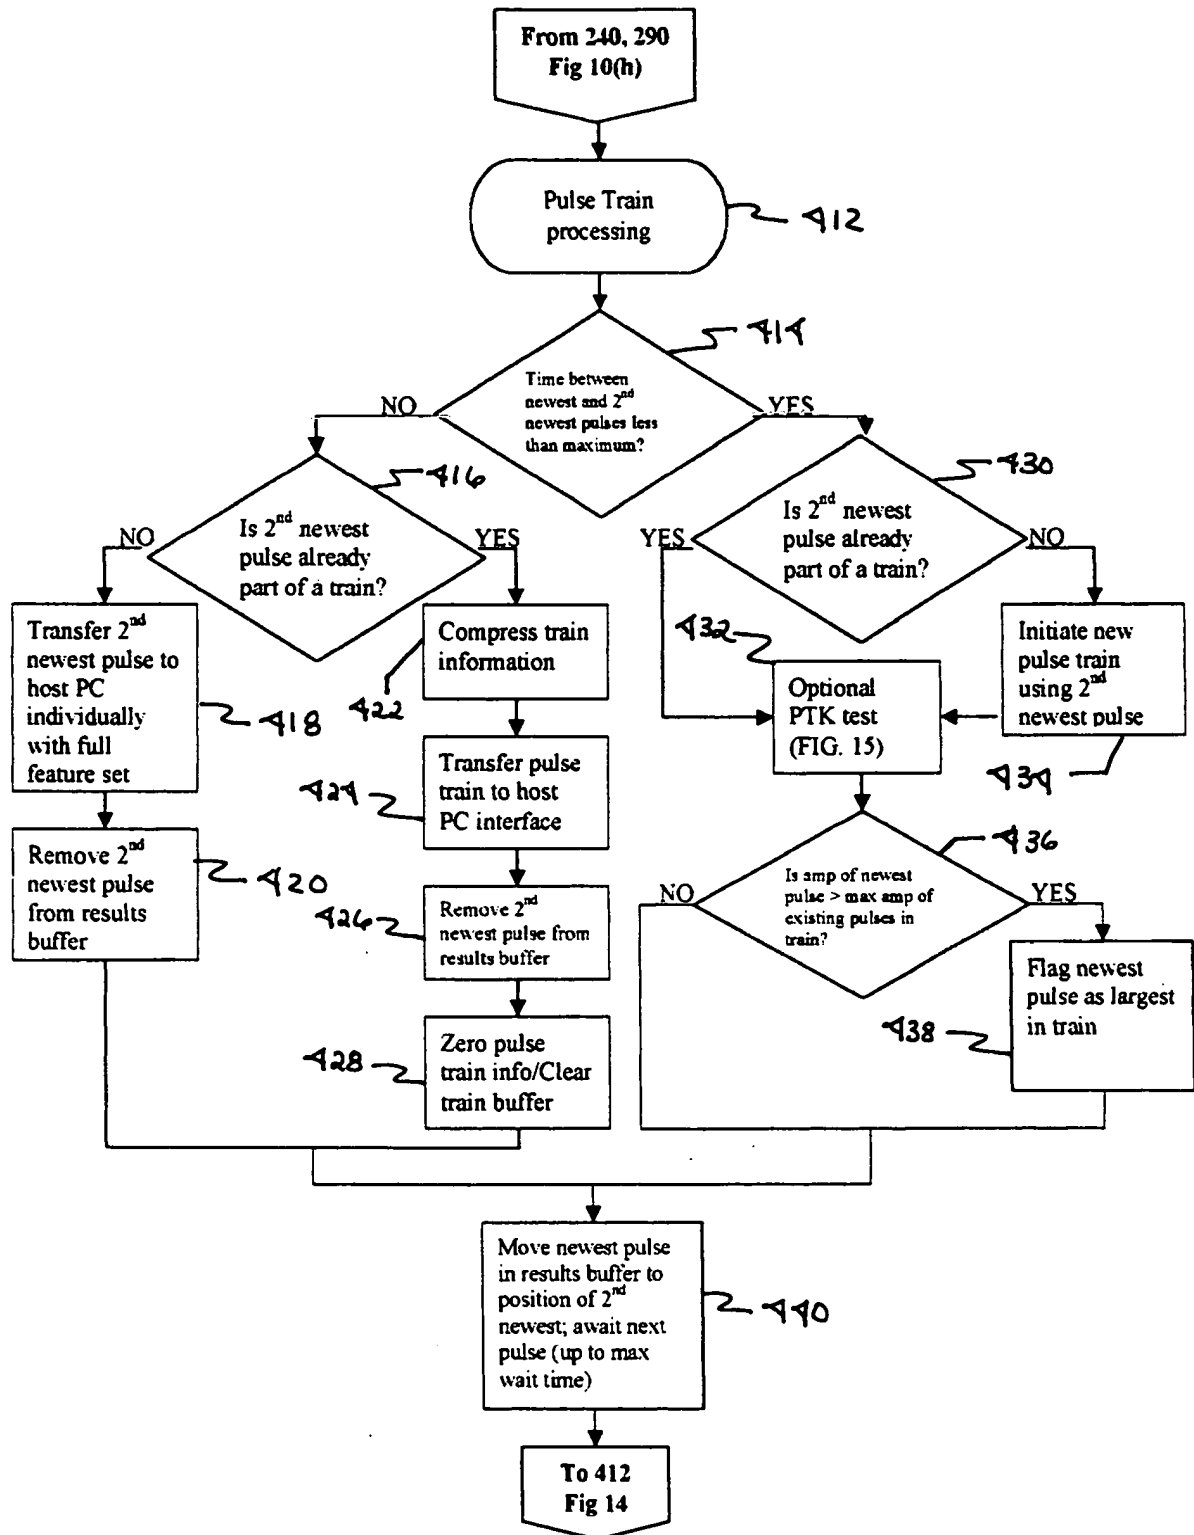 From 240, 290
Fig 10(h)
Pulse Train
processing
412
414
Time between
newest and 2nd
newest pulses less
than maximum?
NO
YES
416
430
Is 2nd newest
pulse already
part of a train?
NO
YES
Is 2nd newest
pulse already
part of a train?
YES
NO
Transfer 2nd
newest pulse to
host PC
individually
with full
feature set
418
Compress train
information
422
432
Optional
PTK test
(FIG. 15)
Initiate new
pulse train
using 2nd
newest pulse
434
424
Transfer pulse
train to host
PC interface
Remove 2nd
newest pulse
from results
buffer
420
426
Remove 2nd
newest pulse from
results buffer
436
Is amp of newest
pulse > max amp of
existing pulses in
train?
NO
YES
Flag newest
pulse as largest
in train
438
428
Zero pulse
train info/Clear
train buffer
Move newest pulse
in results buffer to
position of 2nd
newest; await next
pulse (up to max
wait time)
440
To 412
Fig 14